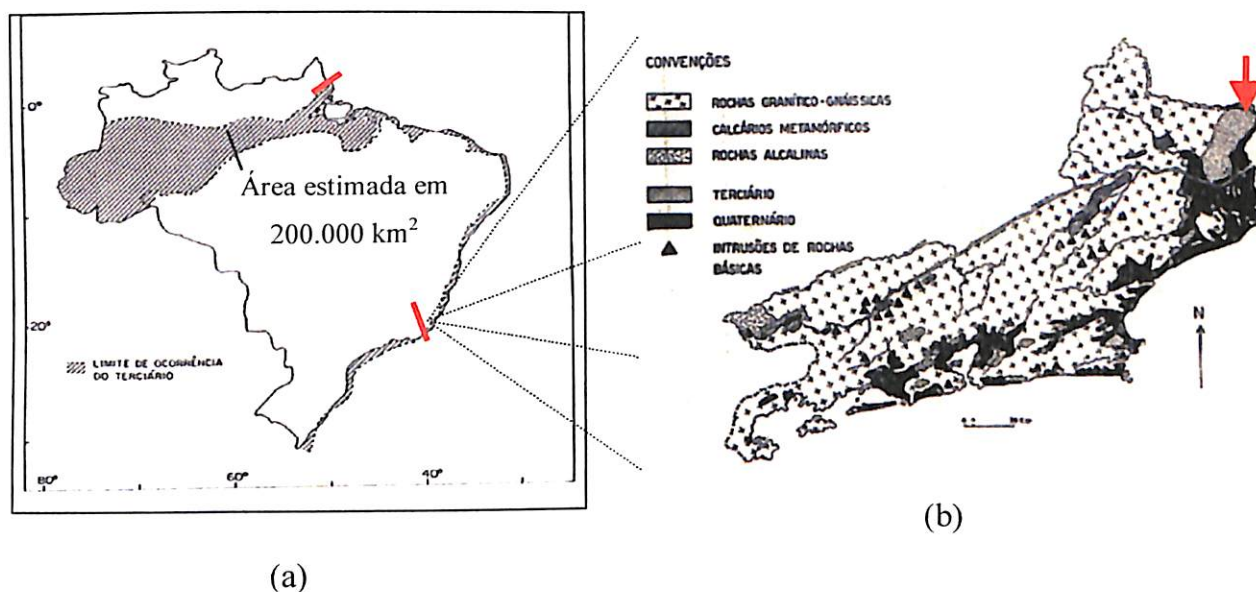 0°
20°
Área estimada em
200.000 km²
LIMITE DE OCORRÊNCIA
DO TERCIÁRIO
80°
60°
40°
(a)
CONVENÇÕES
ROCHAS GRANÍTICO-GNÁISSICAS
CALCÁRIOS METAMÓRFICOS
ROCHAS ALCALINAS
TERCIÁRIO
QUATERNÁRIO
INTRUSÕES DE ROCHAS
BÁSICAS
N
(b)